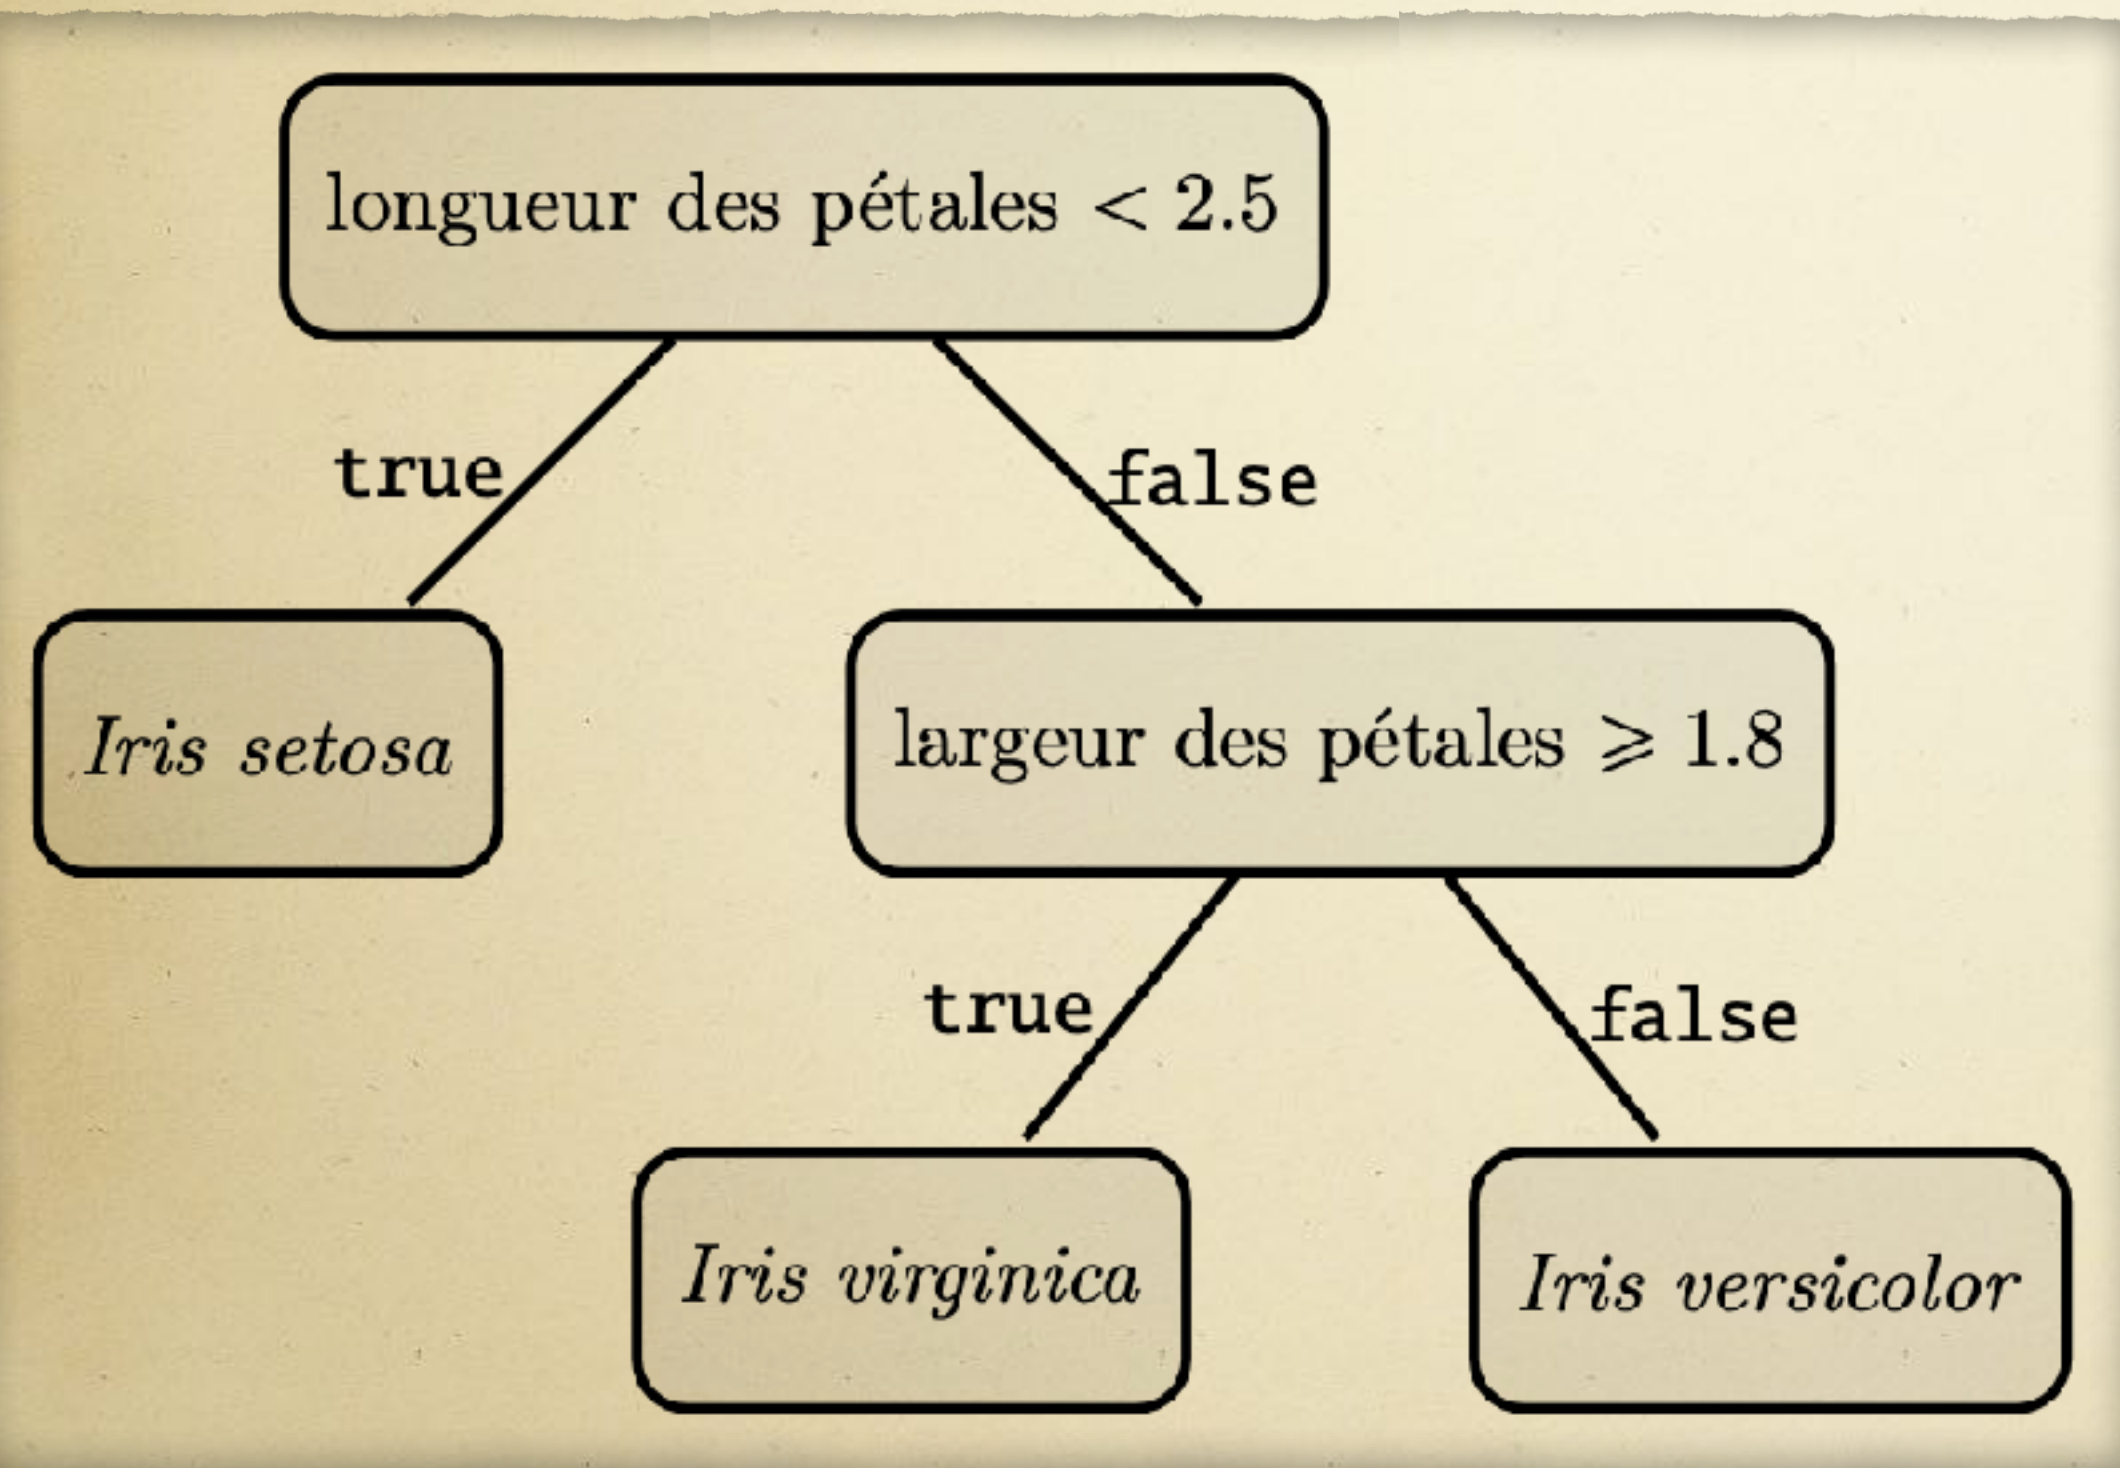 longueur des pétales < 2.5
true
false
Iris setosa
largeur des pétales ⩾ 1.8
true
false
Iris virginica
Iris versicolor